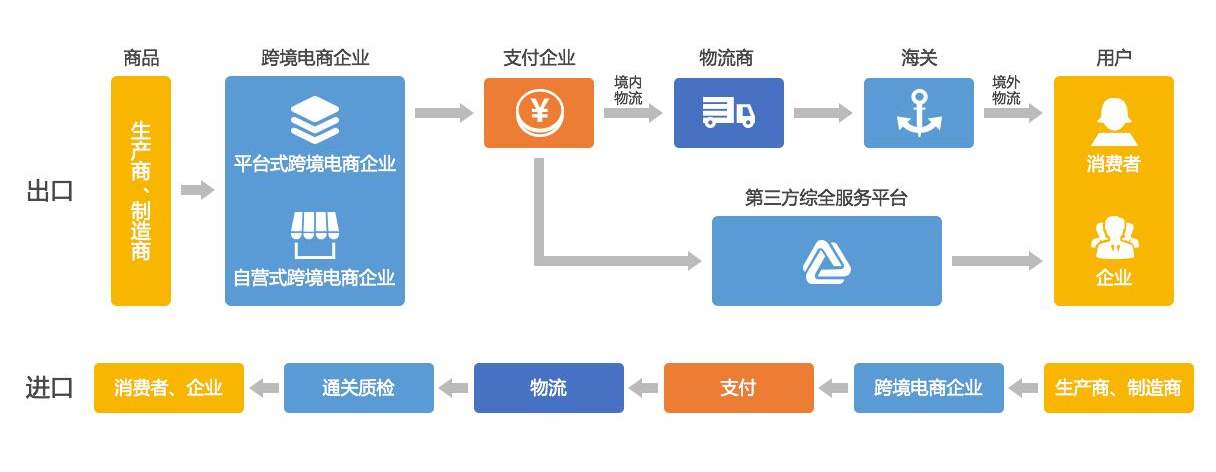 商品
跨境电商企业
支付企业
物流商
海关
用户
境内
物流
境外
物流
¥
生产商、制造商
平台式跨境电商企业
自营式跨境电商企业
消费者
企业
出口
第三方综全服务平台
进口
消费者、企业
通关质检
物流
支付
跨境电商企业
生产商、制造商